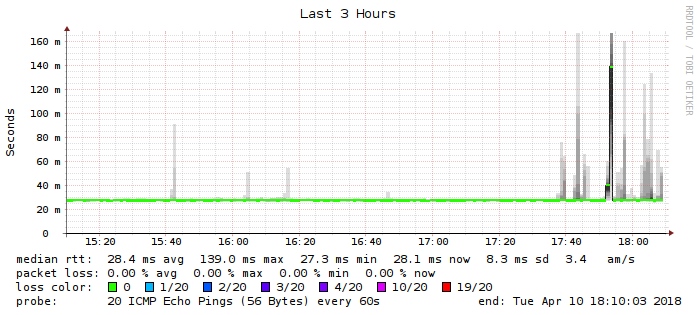 Last 3 Hours
RRDTOOL / TOBI OETIKER
Seconds
160 m
140 m
120 m
100 m
80 m
60 m
40 m
20 m
0
15:20 15:40 16:00 16:20 16:40 17:00 17:20 17:40 18:00
median rtt: 28.4 ms avg 139.0 ms max 27.3 ms min 28.1 ms now 8.3 ms sd 3.4 am/s
packet loss: 0.00 % avg 0.00 % max 0.00 % min 0.00 % now
loss color: 0 1/20 2/20 3/20 4/20 10/20 19/20
probe: 20 ICMP Echo Pings (56 Bytes) every 60s end: Tue Apr 10 18:10:03 2018